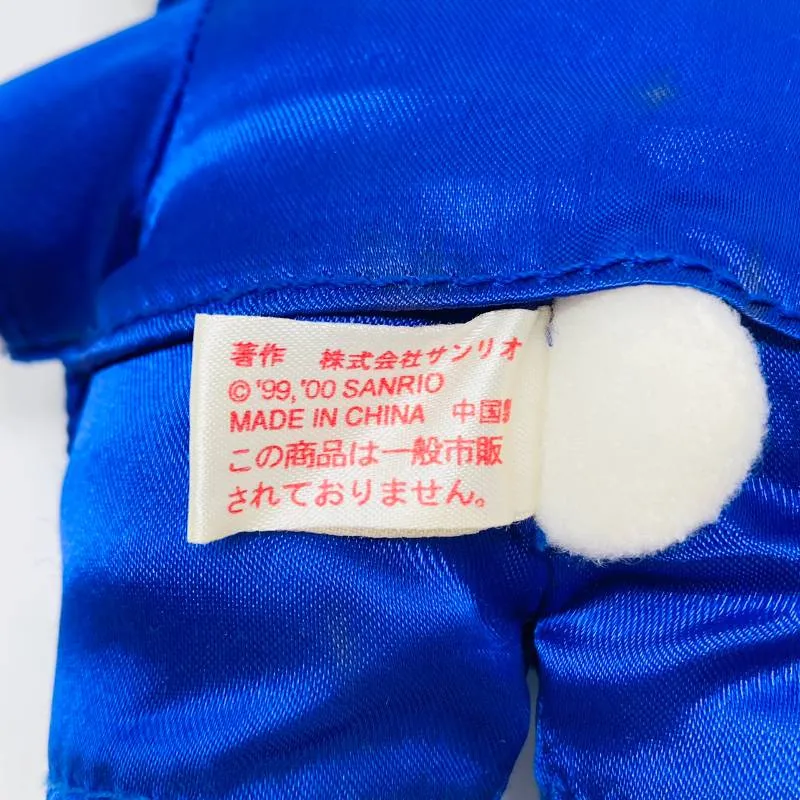 著作 株式会社サンリオ
© '99,'00 SANRIO
MADE IN CHINA 中国
この商品は一般市販
されておりません。